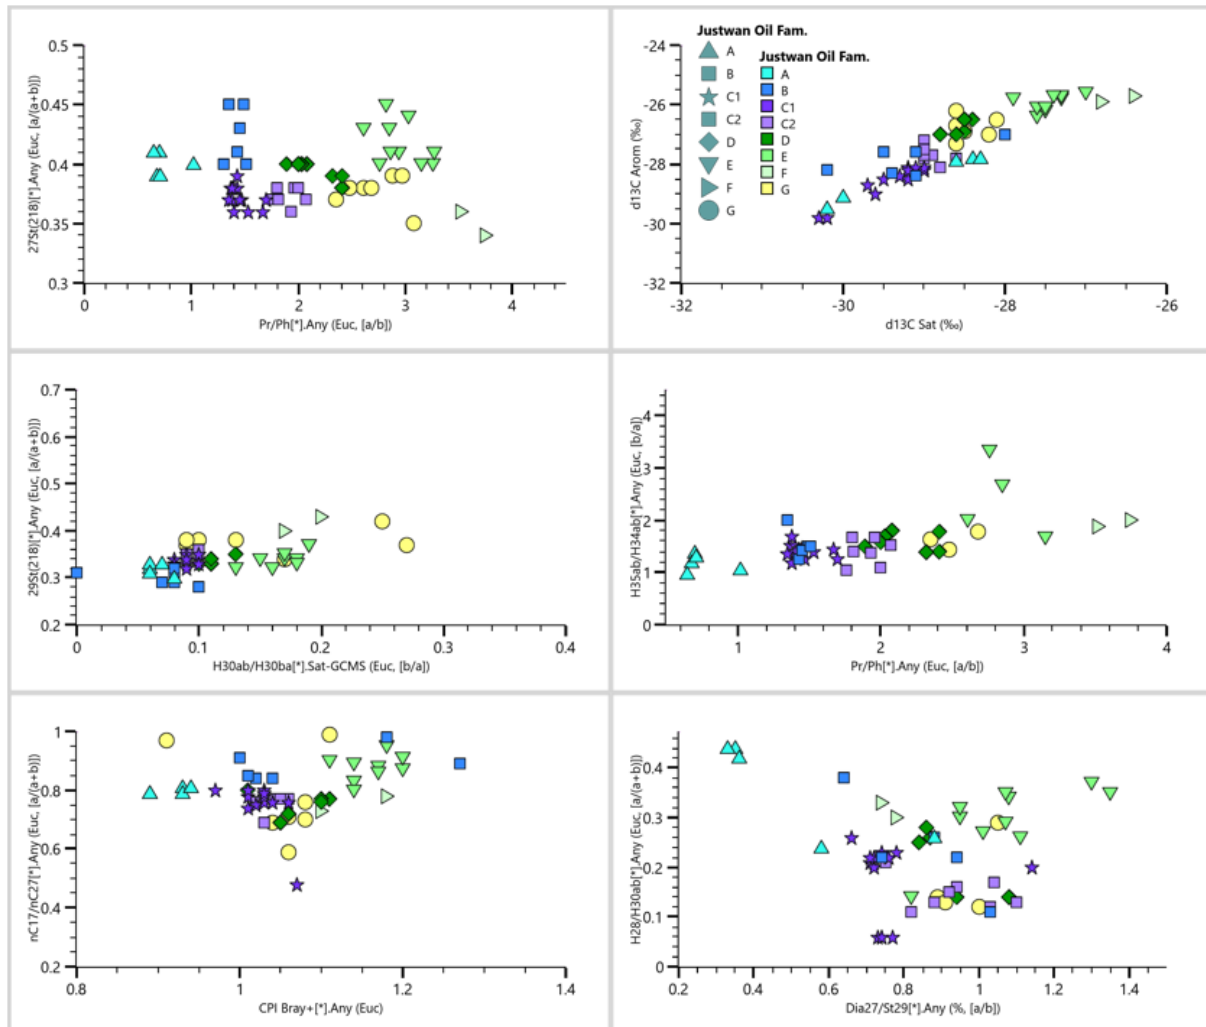 0.5
0.45
0.4
0.35
0.3
27St(218)[*].Any (Euc, [a/(a+b)])
0
1
2
3
4
Pr/Ph[*].Any (Euc, [a/b])
-24
-26
-28
-30
-32
d13C Arom (‰)
-32
-30
-28
-26
d13C Sat (‰)
Justwan Oil Fam.
A
B
C1
C2
D
E
F
G
Justwan Oil Fam.
A
B
C1
C2
D
E
F
G
0.7
0.6
0.5
0.4
0.3
0.2
29St(218)[*].Any (Euc, [a/(a+b)])
0
0.1
0.2
0.3
0.4
H30ab/H30ba[*].Sat-GCMS (Euc, [b/a])
4
3
2
1
0
H35ab/H34ab[*].Any (Euc, [b/a])
1
2
3
4
Pr/Ph[*].Any (Euc, [a/b])
1
0.8
0.6
0.4
0.2
nC17/nC27[*].Any (Euc, [a/(a+b)])
0.8
1
1.2
1.4
CPI Bray+[*].Any (Euc)
0.4
0.3
0.2
0.1
0
H28/H30ab[*].Any (Euc, [a/(a+b)])
0.2
0.4
0.6
0.8
1
1.2
1.4
Dia27/St29[*].Any (%, [a/b])